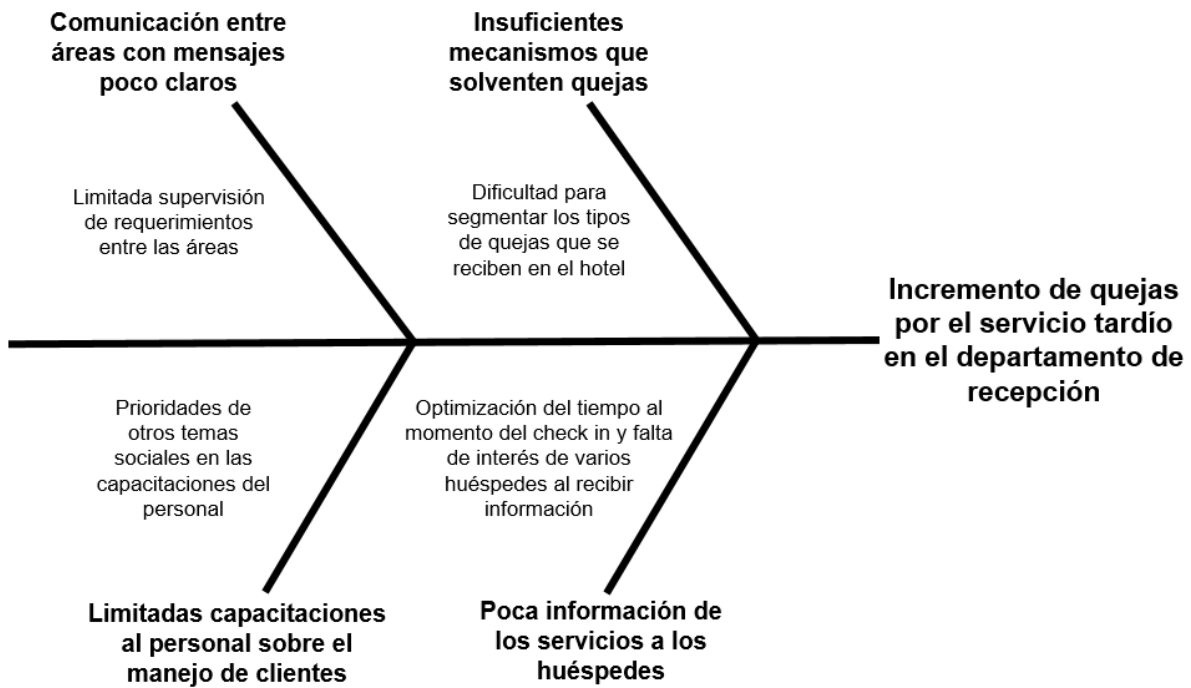 Comunicación entre
áreas con mensajes
poco claros
Insuficientes
mecanismos que
solventen quejas
Limitada supervisión
de requerimientos
entre las áreas
Dificultad para
segmentar los tipos
de quejas que se
reciben en el hotel
Incremento de quejas
por el servicio tardío
en el departamento de
recepción
Prioridades de
otros temas
sociales en las
capacitaciones del
personal
Optimización del tiempo al
momento del check in y falta
de interés de varios
huéspedes al recibir
información
Limitadas capacitaciones
al personal sobre el
manejo de clientes
Poca información de
los servicios a los
huéspedes